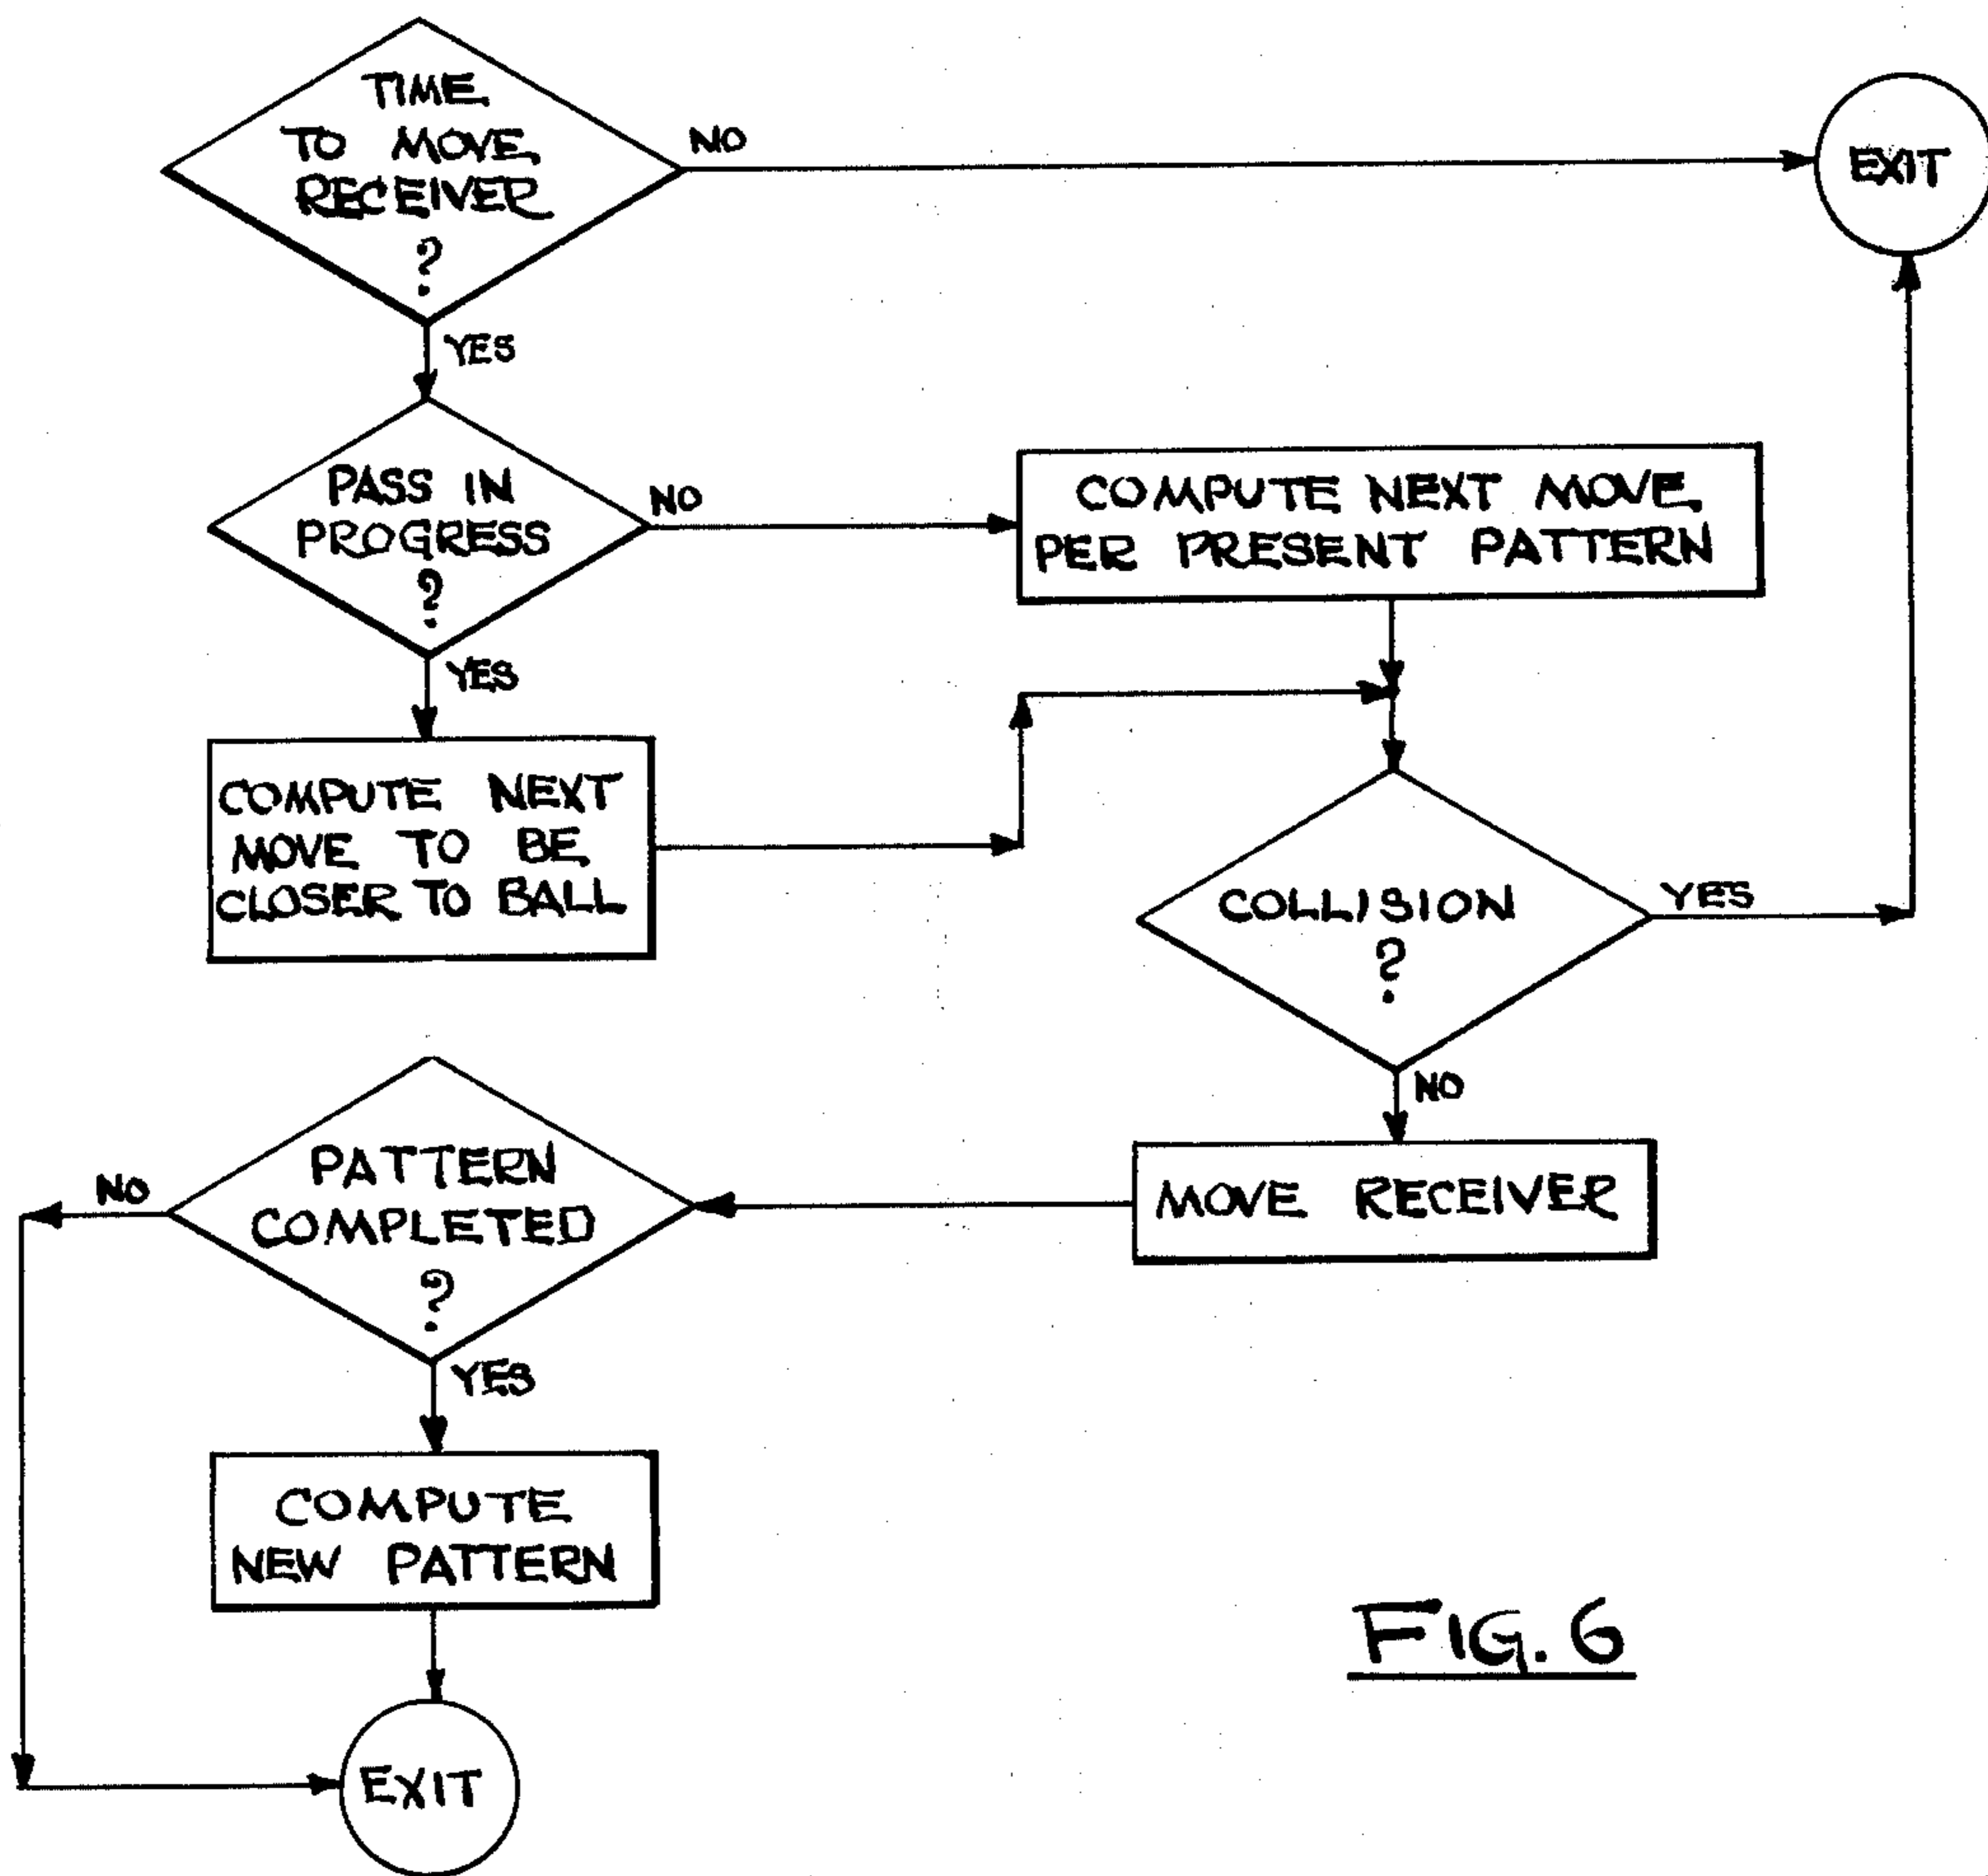 TIME
TO MOVE
RECEIVER
?
NO
EXIT
YES
PASS IN
PROGRESS
?
NO
COMPUTE NEXT MOVE
PER PRESENT PATTERN
YES
COMPUTE NEXT
MOVE TO BE
CLOSER TO BALL
COLLISION
?
YES
NO
MOVE RECEIVER
PATTERN
COMPLETED
?
NO
YES
COMPUTE
NEW PATTERN
EXIT
FIG. 6